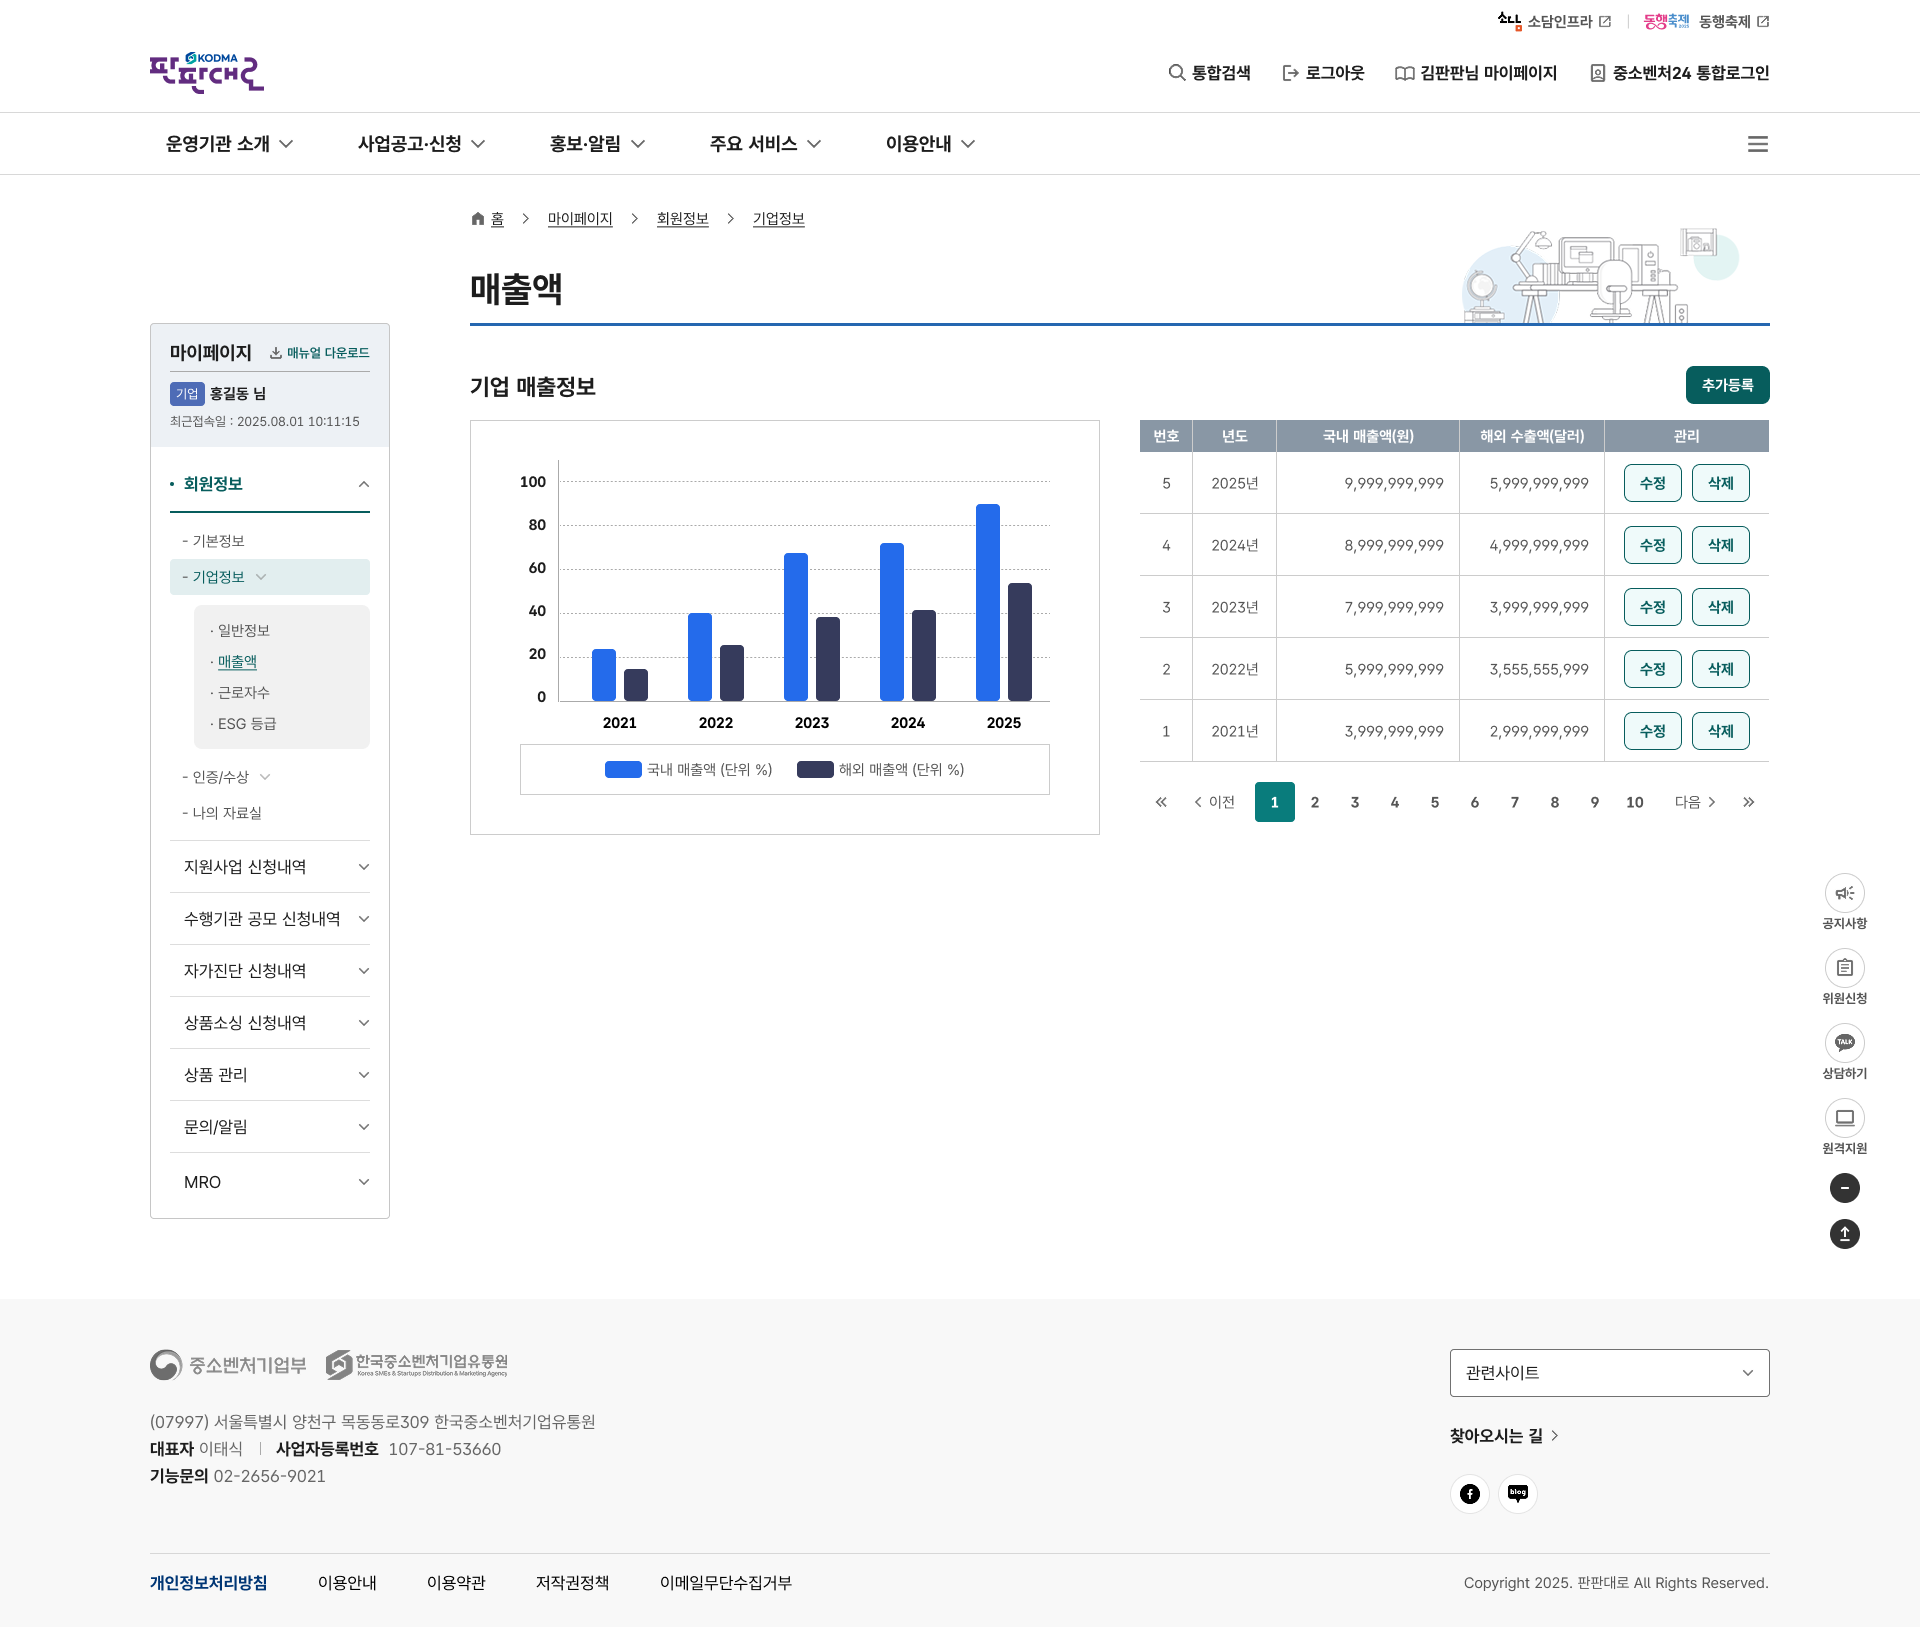 소담인프라
동행축제 동행축제
KODMA
판판대로
통합검색 로그아웃 김판판님 마이페이지 중소벤처24 통합로그인
운영기관 소개 사업공고·신청 홍보·알림 주요 서비스 이용안내
홈 마이페이지 회원정보 기업정보
매출액
마이페이지 매뉴얼 다운로드
기업 홍길동 님
최근접속일 : 2025.08.01 10:11:15
• 회원정보
- 기본정보
- 기업정보
· 일반정보
· 매출액
· 근로자수
· ESG 등급
- 인증/수상
- 나의 자료실
지원사업 신청내역
수행기관 공모 신청내역
자가진단 신청내역
상품소싱 신청내역
상품 관리
문의/알림
MRO
기업 매출정보
추가등록
100
80
60
40
20
0
2021 2022 2023 2024 2025
국내 매출액 (단위 %) 해외 매출액 (단위 %)
번호 년도 국내 매출액(원) 해외 수출액(달러) 관리
5 2025년 9,999,999,999 5,999,999,999 수정 삭제
4 2024년 8,999,999,999 4,999,999,999 수정 삭제
3 2023년 7,999,999,999 3,999,999,999 수정 삭제
2 2022년 5,999,999,999 3,555,555,999 수정 삭제
1 2021년 3,999,999,999 2,999,999,999 수정 삭제
이전 1 2 3 4 5 6 7 8 9 10 다음
공지사항
위원신청
TALK
상담하기
원격지원
중소벤처기업부 한국중소벤처기업유통원
Korea SMEs & Startups Distribution & Marketing Agency
(07997) 서울특별시 양천구 목동동로309 한국중소벤처기업유통원
대표자 이태식 사업자등록번호 107-81-53660
기능문의 02-2656-9021
관련사이트
찾아오시는 길
blog
개인정보처리방침 이용안내 이용약관 저작권정책 이메일무단수집거부
Copyright 2025. 판판대로 All Rights Reserved.